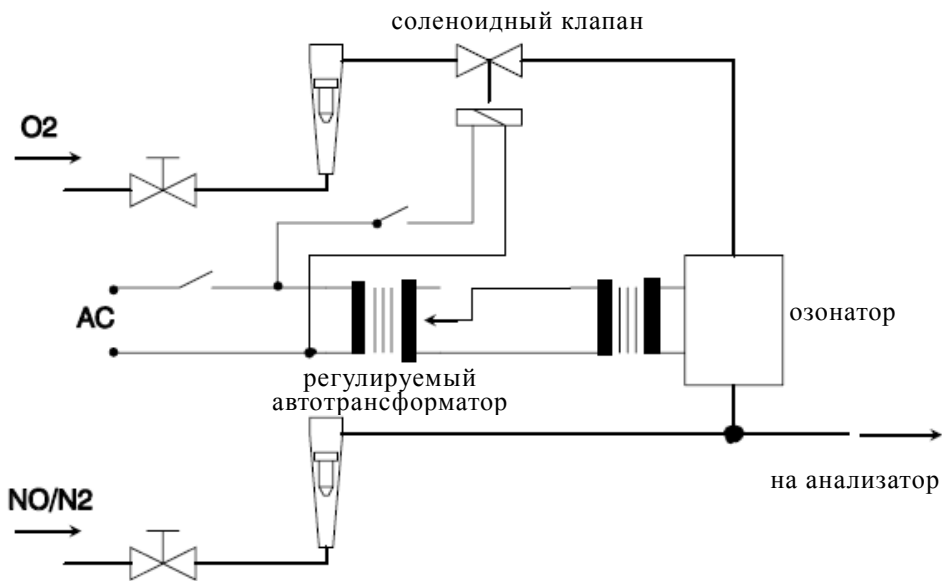 соленоидный клапан
O2
AC
озонатор
регулируемый
автотрансформатор
на анализатор
NO/N2